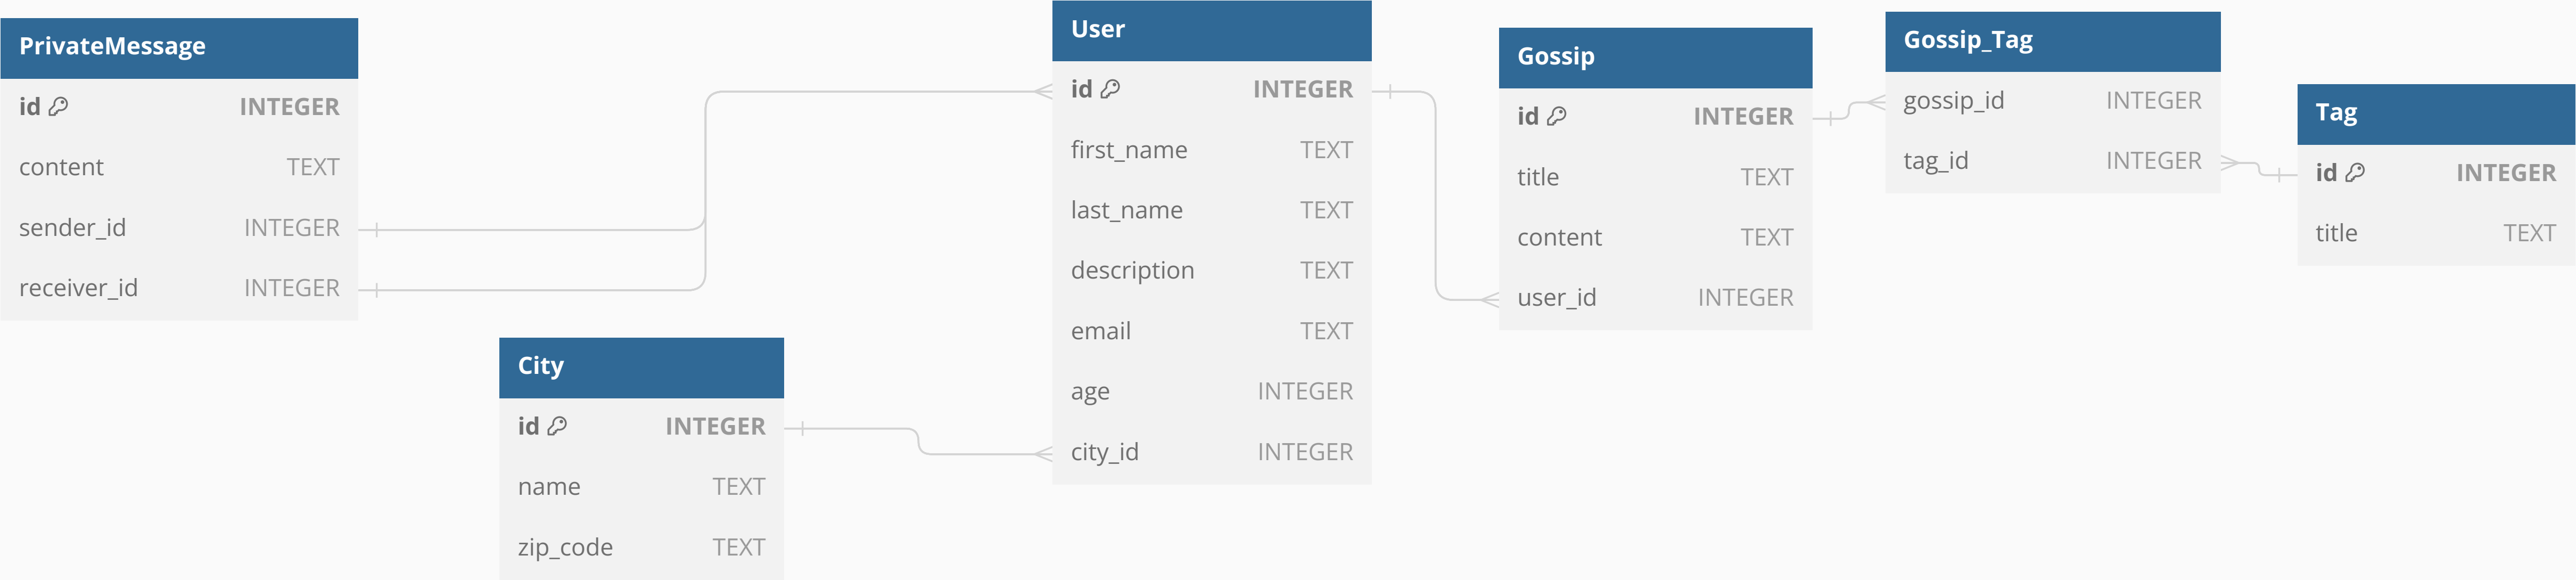 PrivateMessage
id INTEGER
content TEXT
sender_id INTEGER
receiver_id INTEGER
City
id INTEGER
name TEXT
zip_code TEXT
User
id INTEGER
first_name TEXT
last_name TEXT
description TEXT
email TEXT
age INTEGER
city_id INTEGER
Gossip
id INTEGER
title TEXT
content TEXT
user_id INTEGER
Gossip_Tag
gossip_id INTEGER
tag_id INTEGER
Tag
id INTEGER
title TEXT